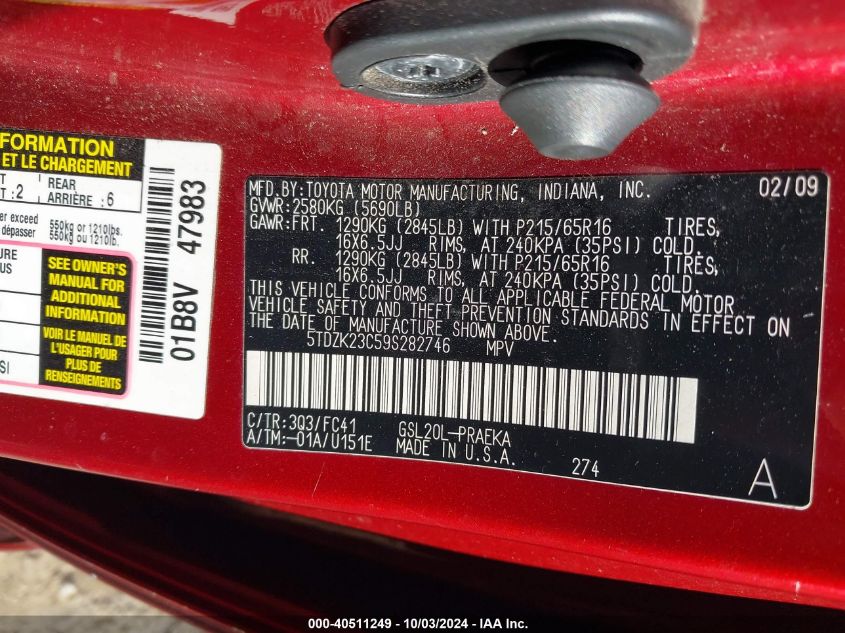 FORMATION
ET LE CHARGEMENT
T
T:2
REAR
ARRIÈRE :6
er exceed
dépasser
550kg or 1210lbs.
550kg ou 1210lb.
URE
US
SI
SEE OWNER'S
MANUAL FOR
ADDITIONAL
INFORMATION
VOIR LE MANUEL DE
L'USAGER POUR
PLUS DE
RENSEIGNEMENTS
01B8V 47983
MFD.BY:TOYOTA MOTOR MANUFACTURING, INDIANA, INC. 02/09
GVWR:2580KG (5690LB)
GAWR:FRT. 1290KG (2845LB) WITH P215/65R16 TIRES,
16X6.5JJ RIMS, AT 240KPA (35PSI) COLD.
RR. 1290KG (2845LB) WITH P215/65R16 TIRES,
16X6.5JJ RIMS, AT 240KPA (35PSI) COLD.
THIS VEHICLE CONFORMS TO ALL APPLICABLE FEDERAL MOTOR
VEHICLE SAFETY AND THEFT PREVENTION STANDARDS IN EFFECT ON
THE DATE OF MANUFACTURE SHOWN ABOVE.
5TDZK23C59S282746 MPV
C/TR:3Q3/FC41 GSL20L-PRAEKA
A/TM:-01A/U151E MADE IN U.S.A.
274
A
000-40511249 - 10/03/2024 - IAA, Inc.